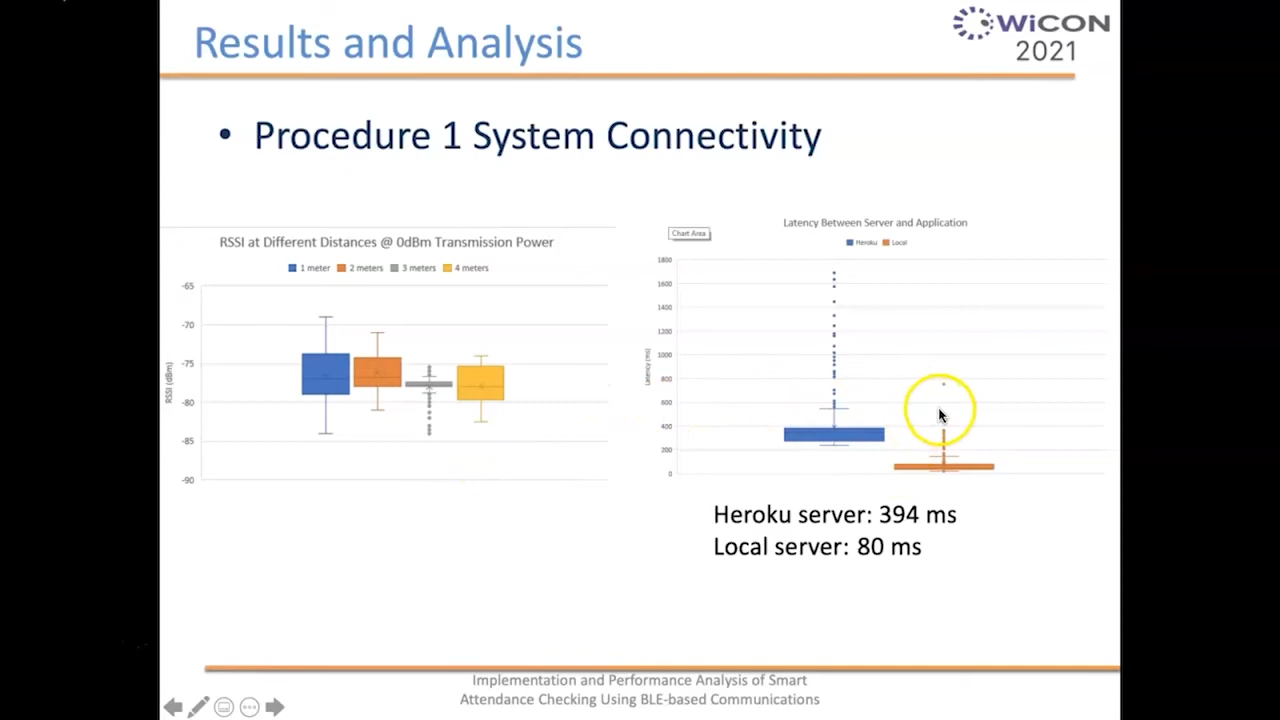 Results and Analysis
WiCON
2021
• Procedure 1 System Connectivity
RSSI at Different Distances @ 0dBm Transmission Power
1 meter 2 meters 3 meters 4 meters
-65
-70
-75
-80
-85
-90
RSSI (dBm)
Chart Area
Latency Between Server and Application
Heroku Local
1800
1600
1400
1200
1000
800
600
400
200
0
Latency (ms)
Heroku server: 394 ms
Local server: 80 ms
Implementation and Performance Analysis of Smart
Attendance Checking Using BLE-based Communications